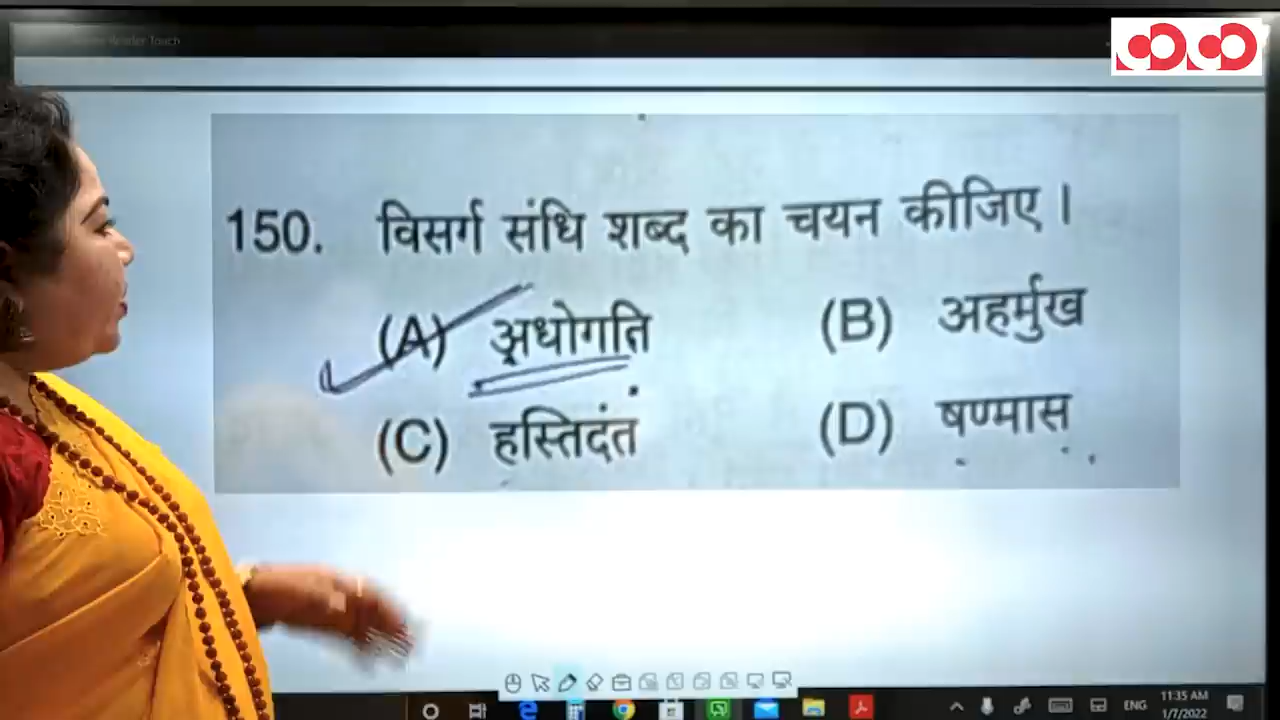 150. विसर्ग संधि शब्द का चयन कीजिए ।
(A) अधोगति (B) अहर्मुख
(C) हस्तिदंत (D) षण्मास
ENG
11:35 AM
1/7/2022